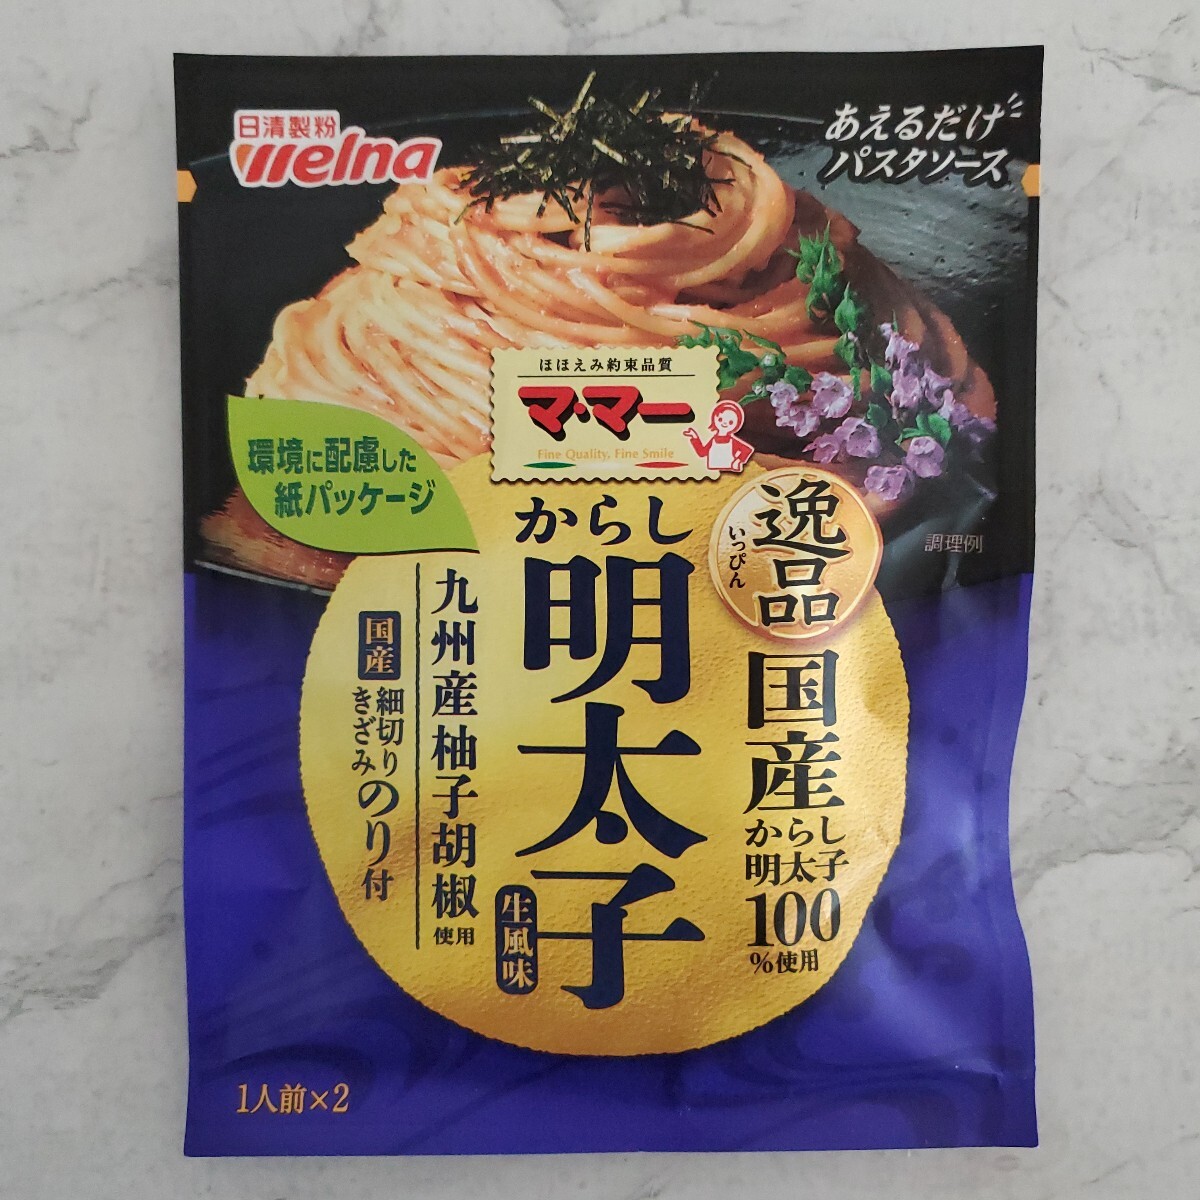 日清製粉
Welna
あえるだけ
パスタソース
ほほえみ約束品質
マ・マー
Fine Quality, Fine Smile
環境に配慮した
紙パッケージ
調理例
逸品
いっぴん
国産
からし
明太子
100
%使用
からし
明太子
生風味
九州産柚子胡椒使用
国産
細切り
きざみのり付
1人前×2